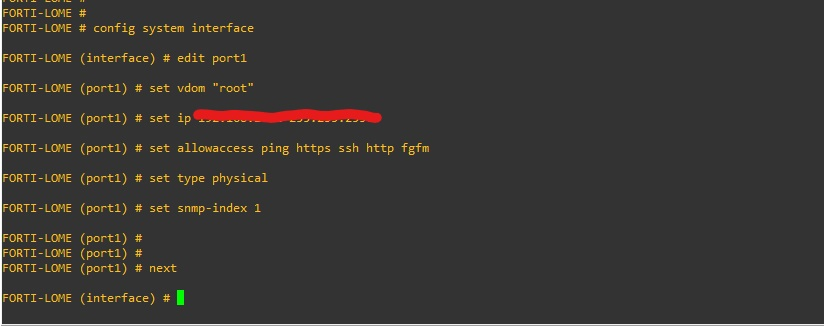 FORTI-LOME #
FORTI-LOME #
FORTI-LOME # config system interface
FORTI-LOME (interface) # edit port1
FORTI-LOME (port1) # set vdom "root"
FORTI-LOME (port1) # set ip
FORTI-LOME (port1) # set allowaccess ping https ssh http fgfm
FORTI-LOME (port1) # set type physical
FORTI-LOME (port1) # set snmp-index 1
FORTI-LOME (port1) #
FORTI-LOME (port1) #
FORTI-LOME (port1) # next
FORTI-LOME (interface) #